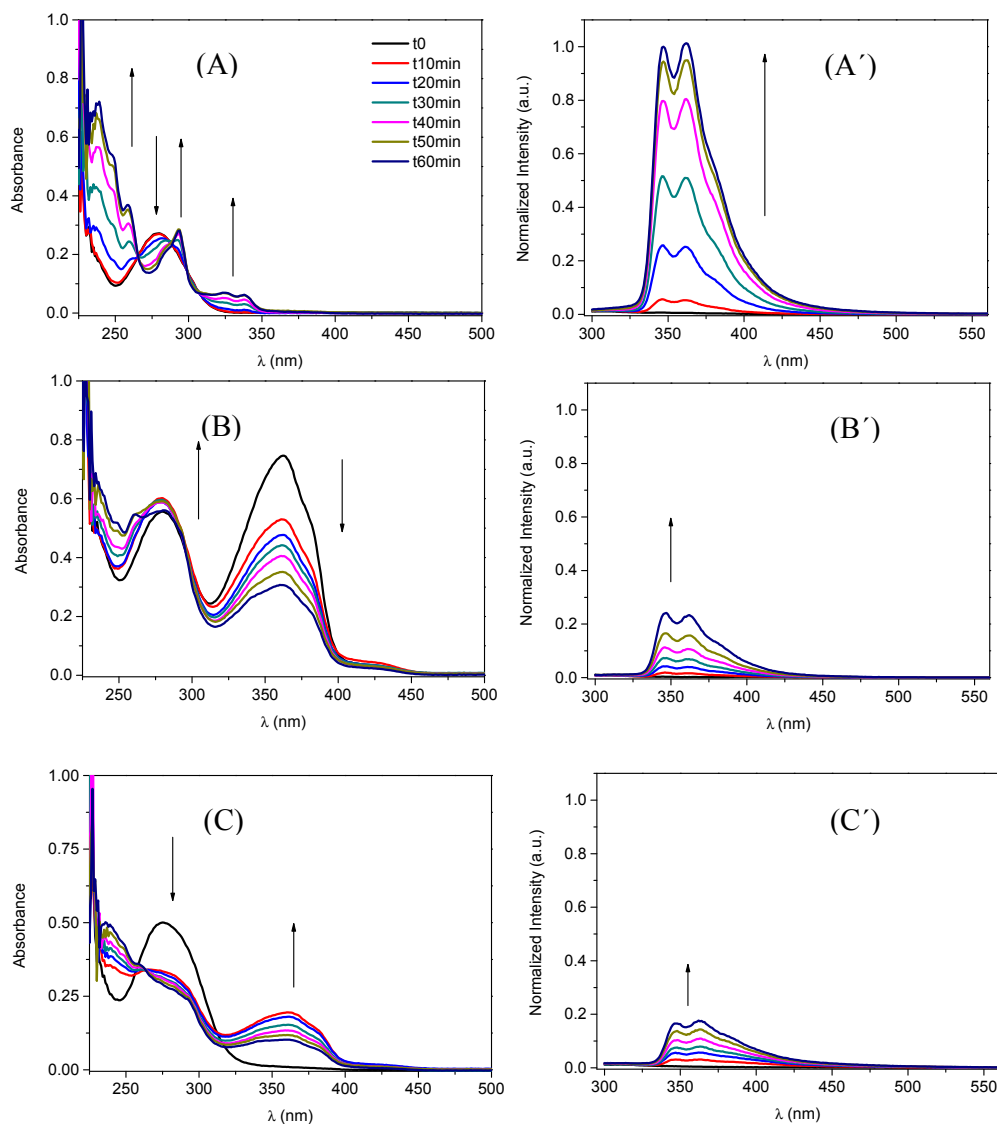 (A)
t0
t10min
t20min
t30min
t40min
t50min
t60min
1.0
0.8
0.6
0.4
0.2
0.0
Absorbance
250 300 350 400 450 500
λ (nm)
(A´)
1.0
0.8
0.6
0.4
0.2
0.0
Normalized Intensity (a.u.)
300 350 400 450 500 550
λ (nm)
(B)
1.0
0.8
0.6
0.4
0.2
0.0
Absorbance
250 300 350 400 450 500
λ (nm)
(B´)
1.0
0.8
0.6
0.4
0.2
0.0
Normalized Intensity (a.u.)
300 350 400 450 500 550
λ (nm)
(C)
1.00
0.75
0.50
0.25
0.00
Absorbance
250 300 350 400 450 500
λ (nm)
(C´)
1.0
0.8
0.6
0.4
0.2
0.0
Normalized Intensity (a.u.)
300 350 400 450 500 550
λ (nm)